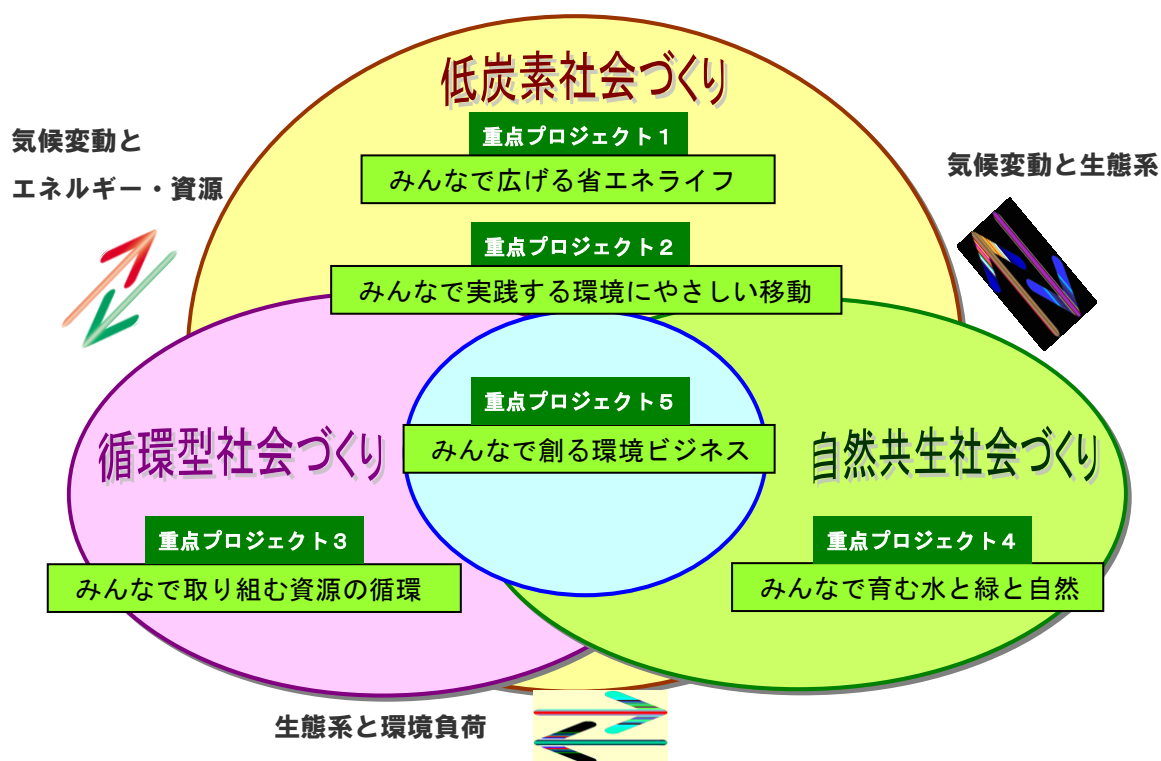 低炭素社会づくり
重点プロジェクト１
みんなで広げる省エネライフ
気候変動と
エネルギー・資源
気候変動と生態系
重点プロジェクト２
みんなで実践する環境にやさしい移動
重点プロジェクト５
みんなで創る環境ビジネス
循環型社会づくり
自然共生社会づくり
重点プロジェクト３
みんなで取り組む資源の循環
重点プロジェクト４
みんなで育む水と緑と自然
生態系と環境負荷